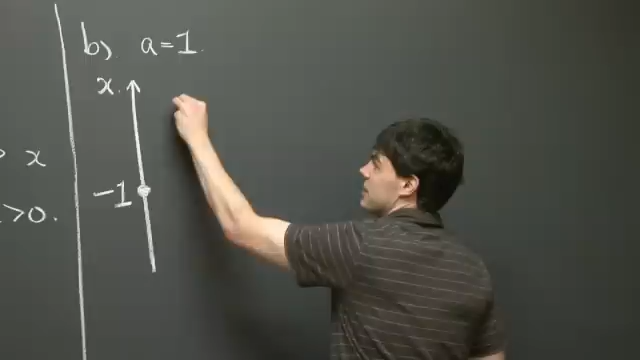 b) a=1.
x.
x
-1
>0.